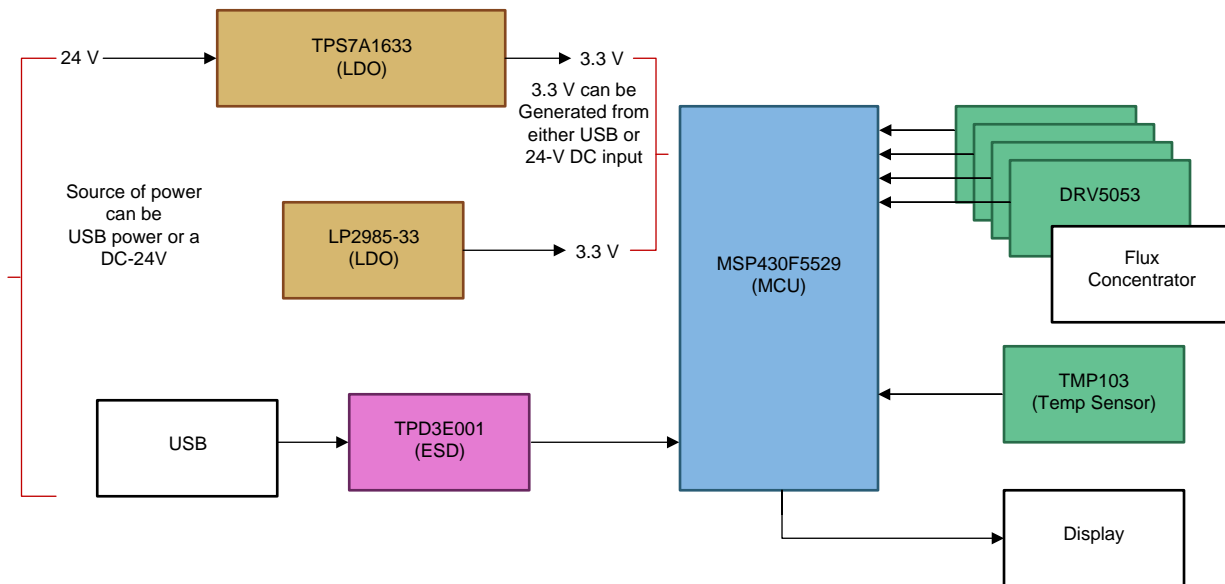 24 V
TPS7A1633
(LDO)
3.3 V
3.3 V can be
Generated from
either USB or
24-V DC input
Source of power
can be
USB power or a
DC-24V
LP2985-33
(LDO)
3.3 V
MSP430F5529
(MCU)
DRV5053
Flux
Concentrator
TMP103
(Temp Sensor)
USB
TPD3E001
(ESD)
Display